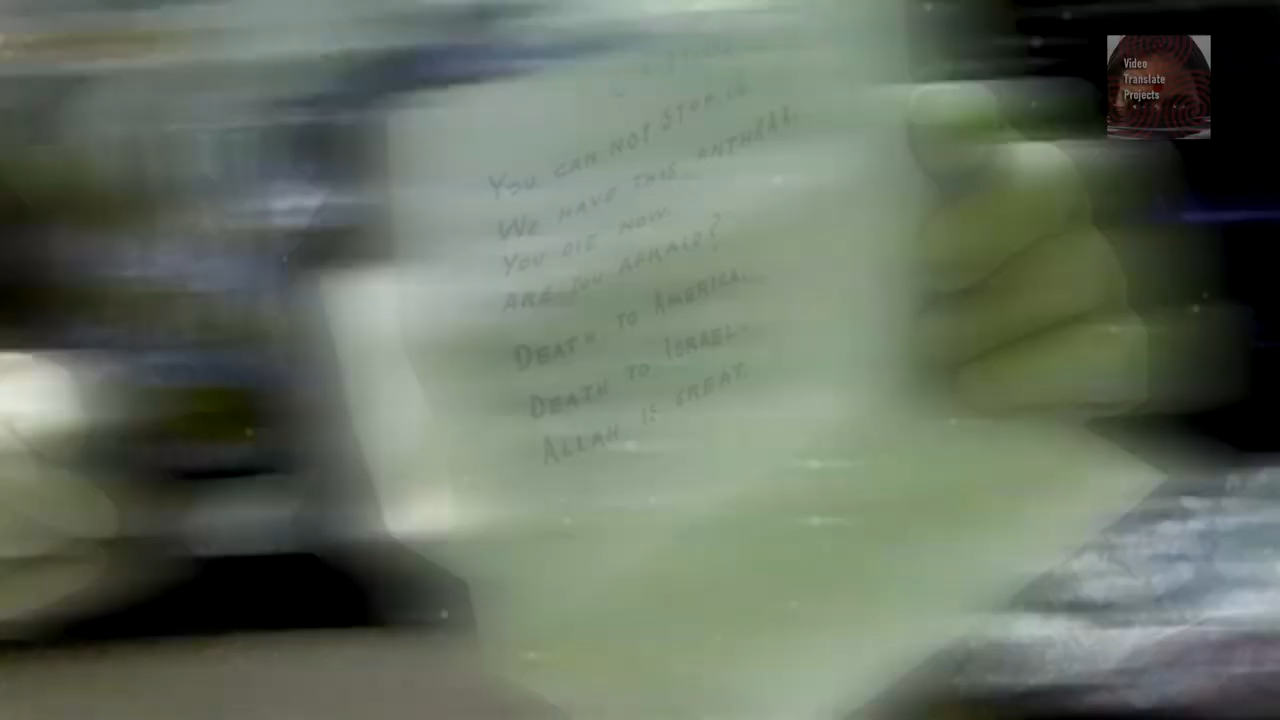 YOU CAN NOT STOP US.
WE HAVE THIS ANTHRAX.
YOU DIE NOW.
ARE YOU AFRAID?
DEATH TO AMERICA.
DEATH TO ISRAEL.
ALLAH IS GREAT.
Video
Translate
Projects